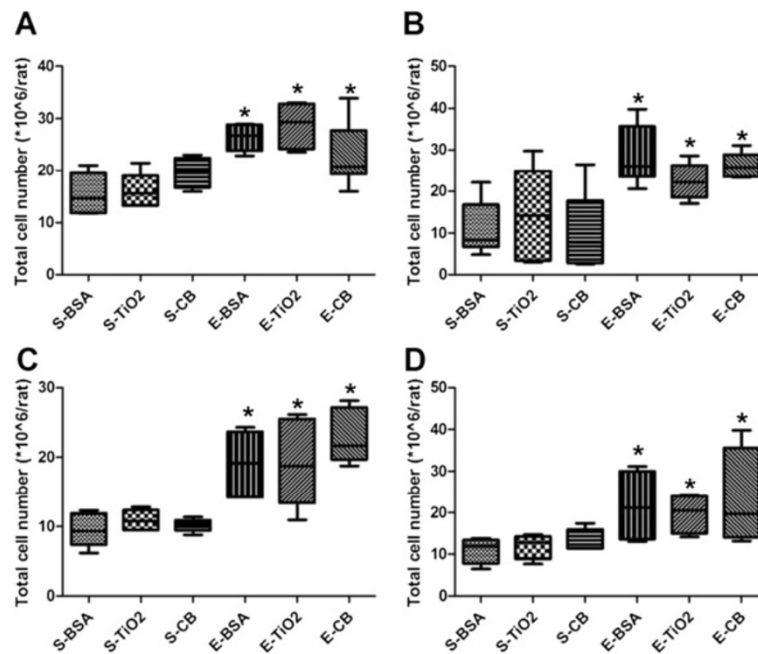 A
Total cell number (*10^6/rat)
40
30
20
10
0
* * *
S-BSA S-TiO2 S-CB E-BSA E-TiO2 E-CB
B
Total cell number (*10^6/rat)
50
40
30
20
10
0
* * *
S-BSA S-TiO2 S-CB E-BSA E-TiO2 E-CB
C
Total cell number (*10^6/rat)
30
20
10
0
* * *
S-BSA S-TiO2 S-CB E-BSA E-TiO2 E-CB
D
Total cell number (*10^6/rat)
50
40
30
20
10
0
* * *
S-BSA S-TiO2 S-CB E-BSA E-TiO2 E-CB